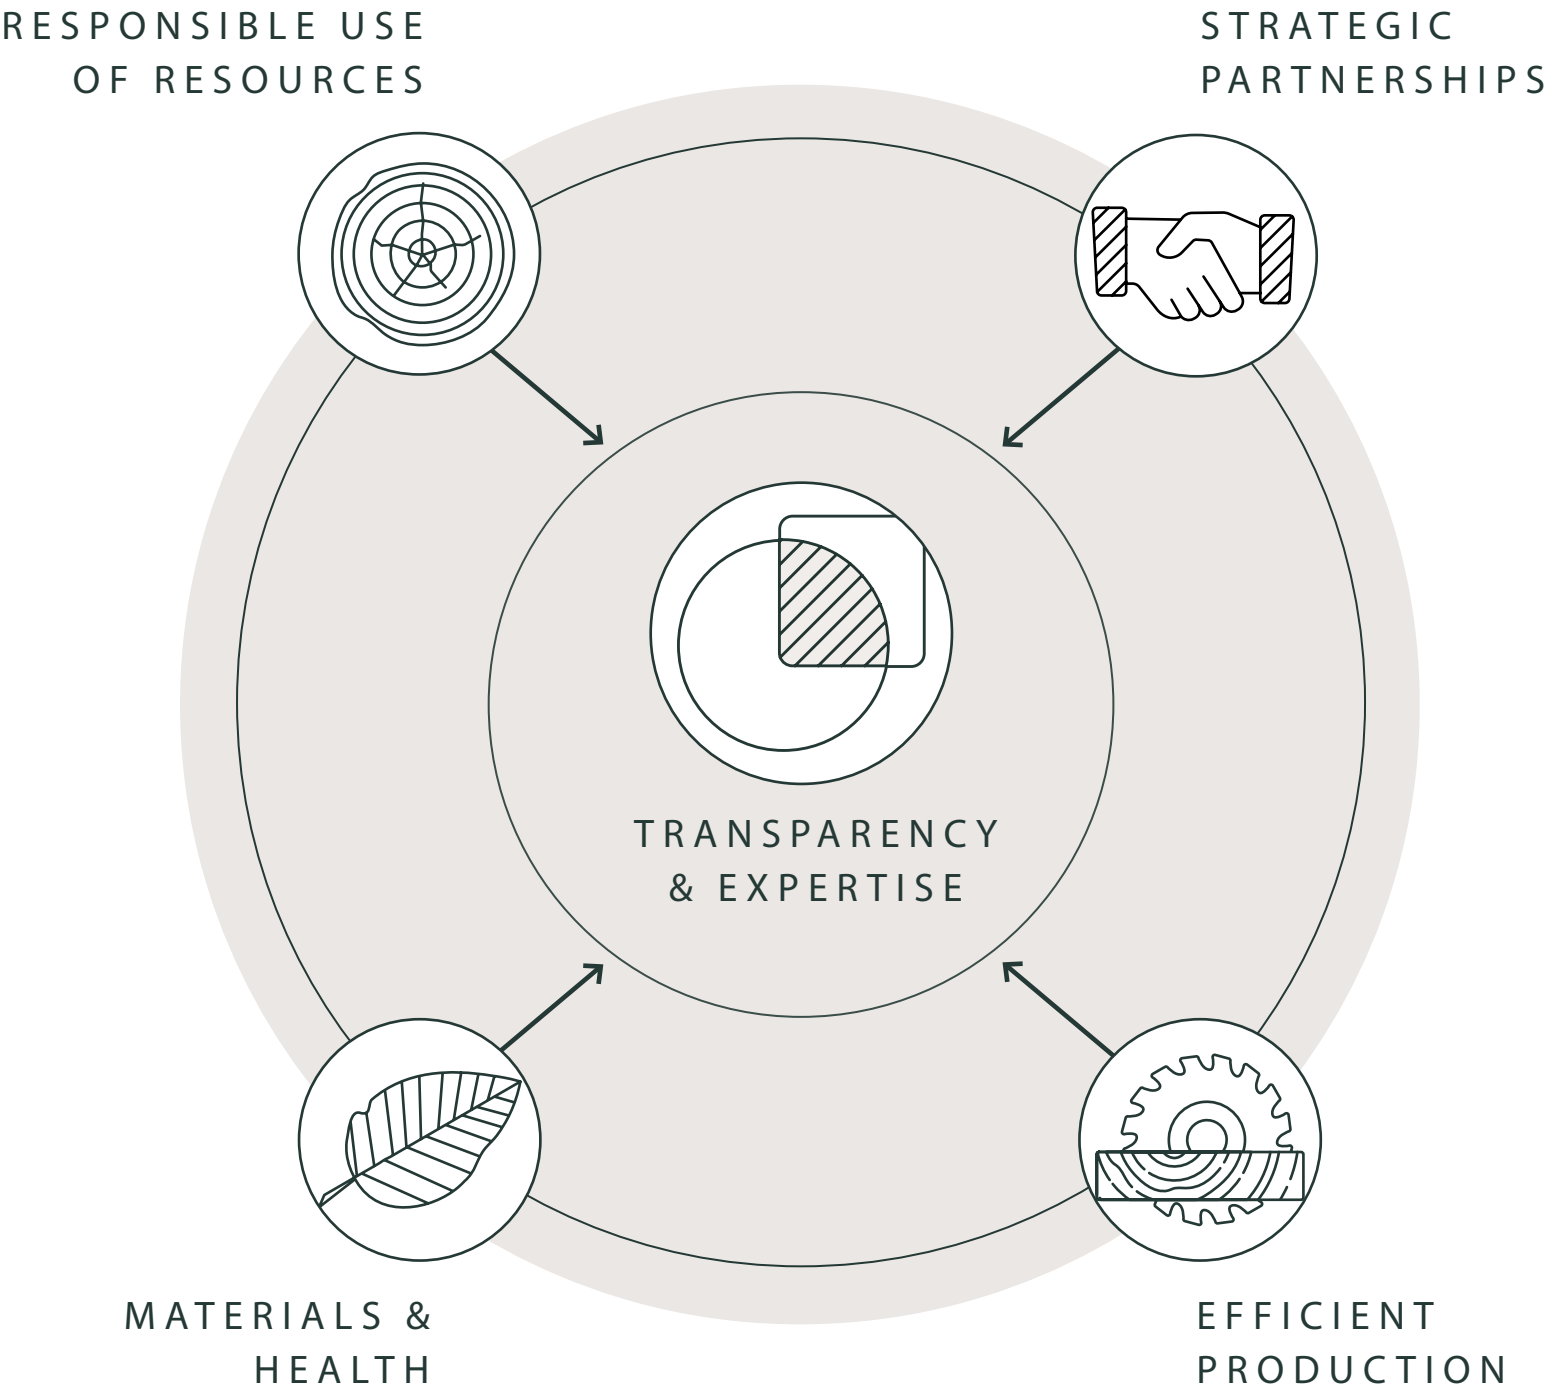 RESPONSIBLE USE
OF RESOURCES
STRATEGIC
PARTNERSHIPS
TRANSPARENCY
& EXPERTISE
MATERIALS &
HEALTH
EFFICIENT
PRODUCTION